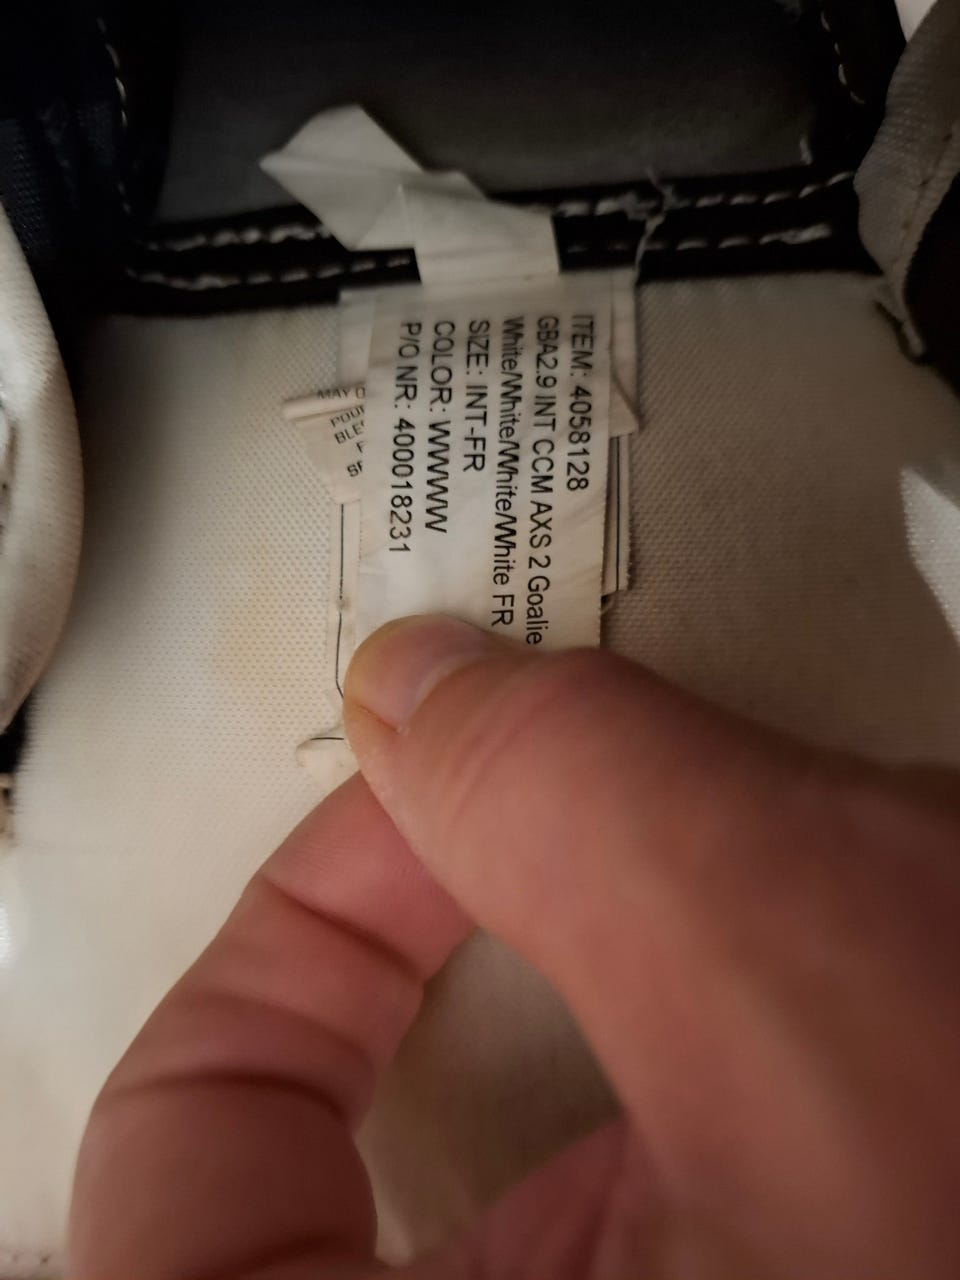 ITEM: 4058128
GBA2.9 INT CCM AXS 2 Goalie
White/White/White/White FR
SIZE: INT-FR
COLOR: WWWW
P/O NR: 400018231
MAY